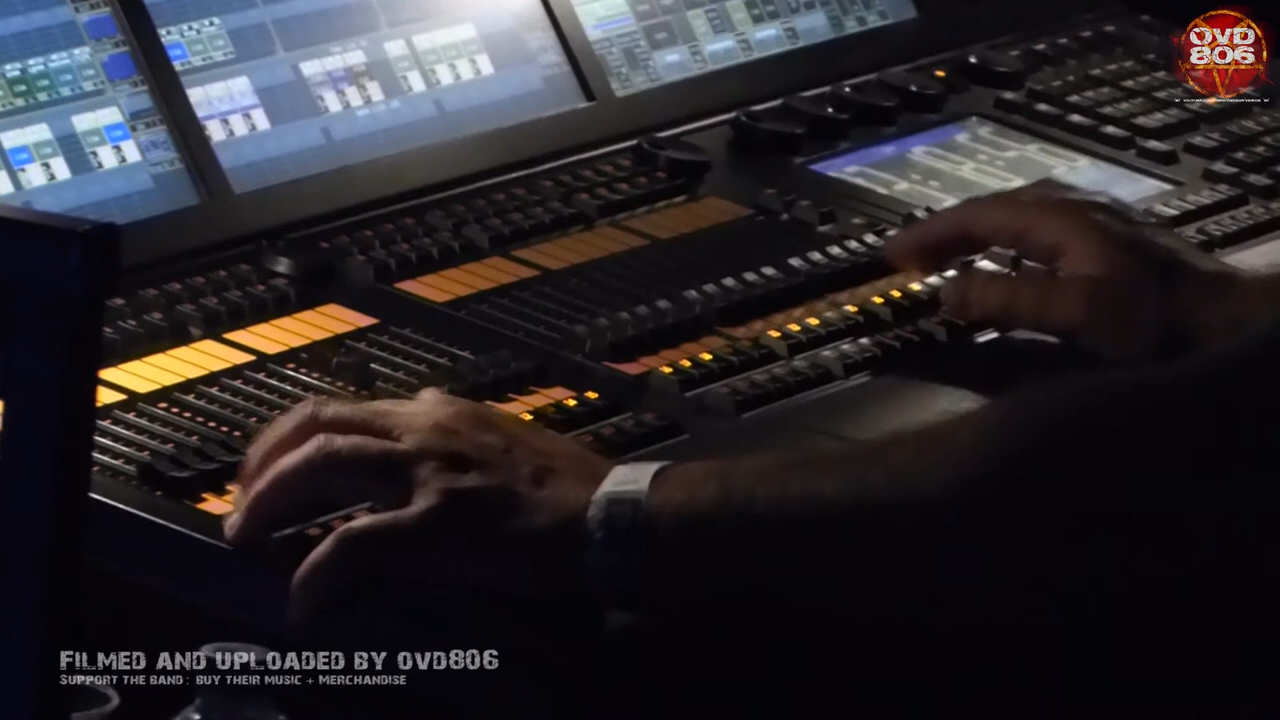 OVD
806
Filmed and uploaded by ovd806
Support the band : buy their music + merchandise